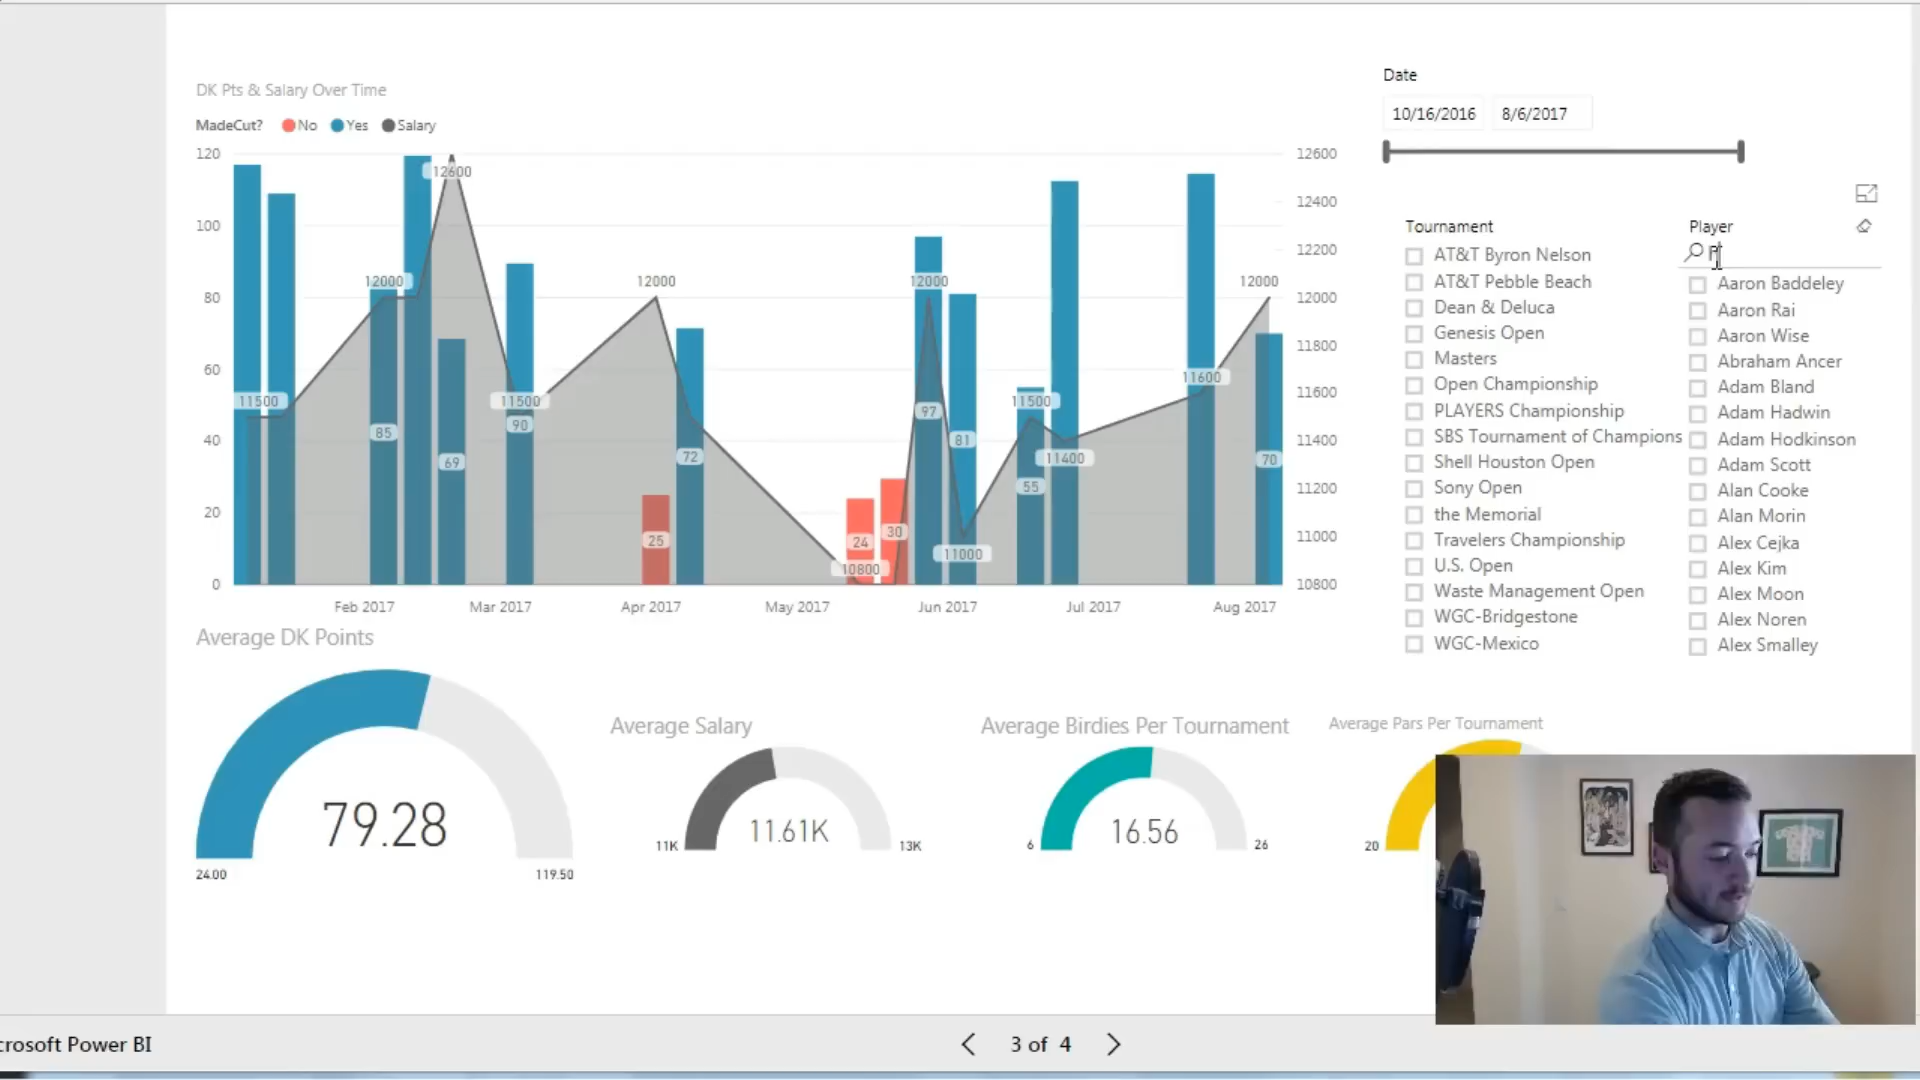 DK Pts & Salary Over Time
MadeCut? No Yes Salary
120
100
80
60
40
20
0
12600
12400
12200
12000
11800
11600
11400
11200
11000
10800
11500
12000
85
12600
69
11500
90
12000
25
72
24
10800
30
12000
97
81
11000
11500
55
11400
11600
12000
70
Feb 2017 Mar 2017 Apr 2017 May 2017 Jun 2017 Jul 2017 Aug 2017
Date
10/16/2016 8/6/2017
Tournament
AT&T Byron Nelson
AT&T Pebble Beach
Dean & Deluca
Genesis Open
Masters
Open Championship
PLAYERS Championship
SBS Tournament of Champions
Shell Houston Open
Sony Open
the Memorial
Travelers Championship
U.S. Open
Waste Management Open
WGC-Bridgestone
WGC-Mexico
Player
Aaron Baddeley
Aaron Rai
Aaron Wise
Abraham Ancer
Adam Bland
Adam Hadwin
Adam Hodkinson
Adam Scott
Alan Cooke
Alan Morin
Alex Cejka
Alex Kim
Alex Moon
Alex Noren
Alex Smalley
Average DK Points
79.28
24.00 119.50
Average Salary
11.61K
11K 13K
Average Birdies Per Tournament
16.56
6 26
Average Pars Per Tournament
20
crosoft Power BI
3 of 4